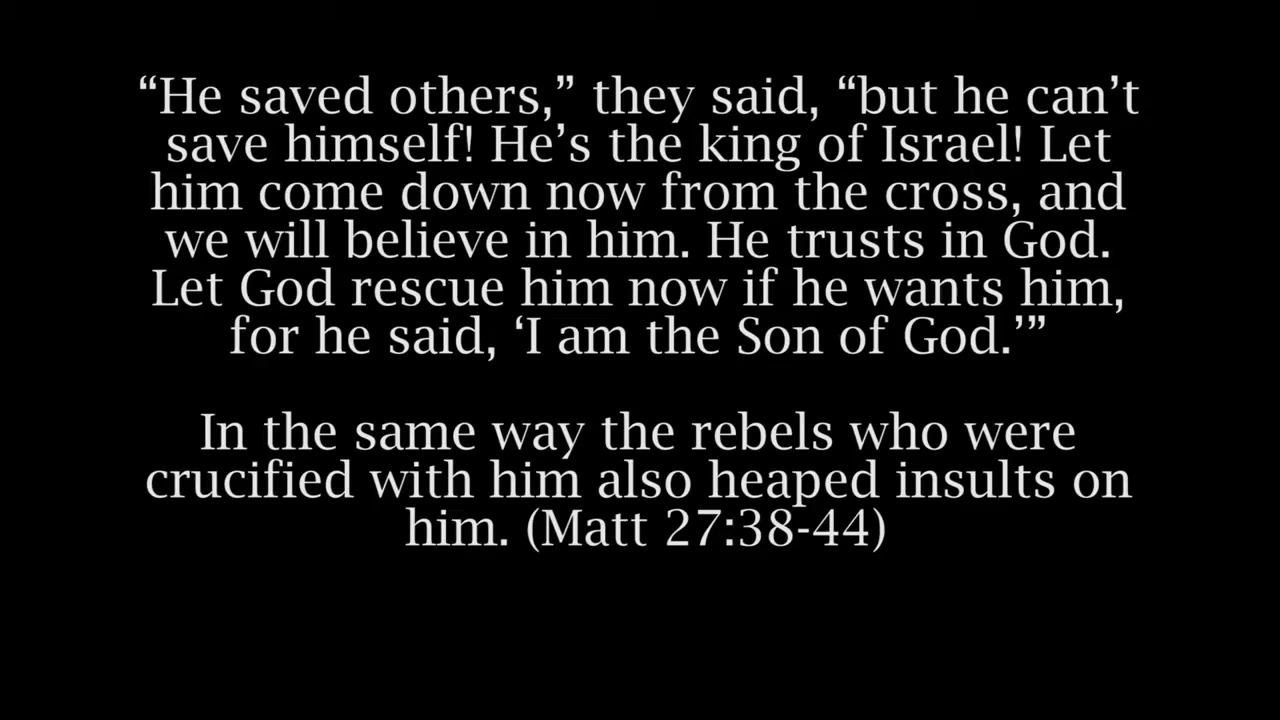 “He saved others,” they said, “but he can’t
save himself! He’s the king of Israel! Let
him come down now from the cross, and
we will believe in him. He trusts in God.
Let God rescue him now if he wants him,
for he said, ‘I am the Son of God.’”
In the same way the rebels who were
crucified with him also heaped insults on
him. (Matt 27:38-44)